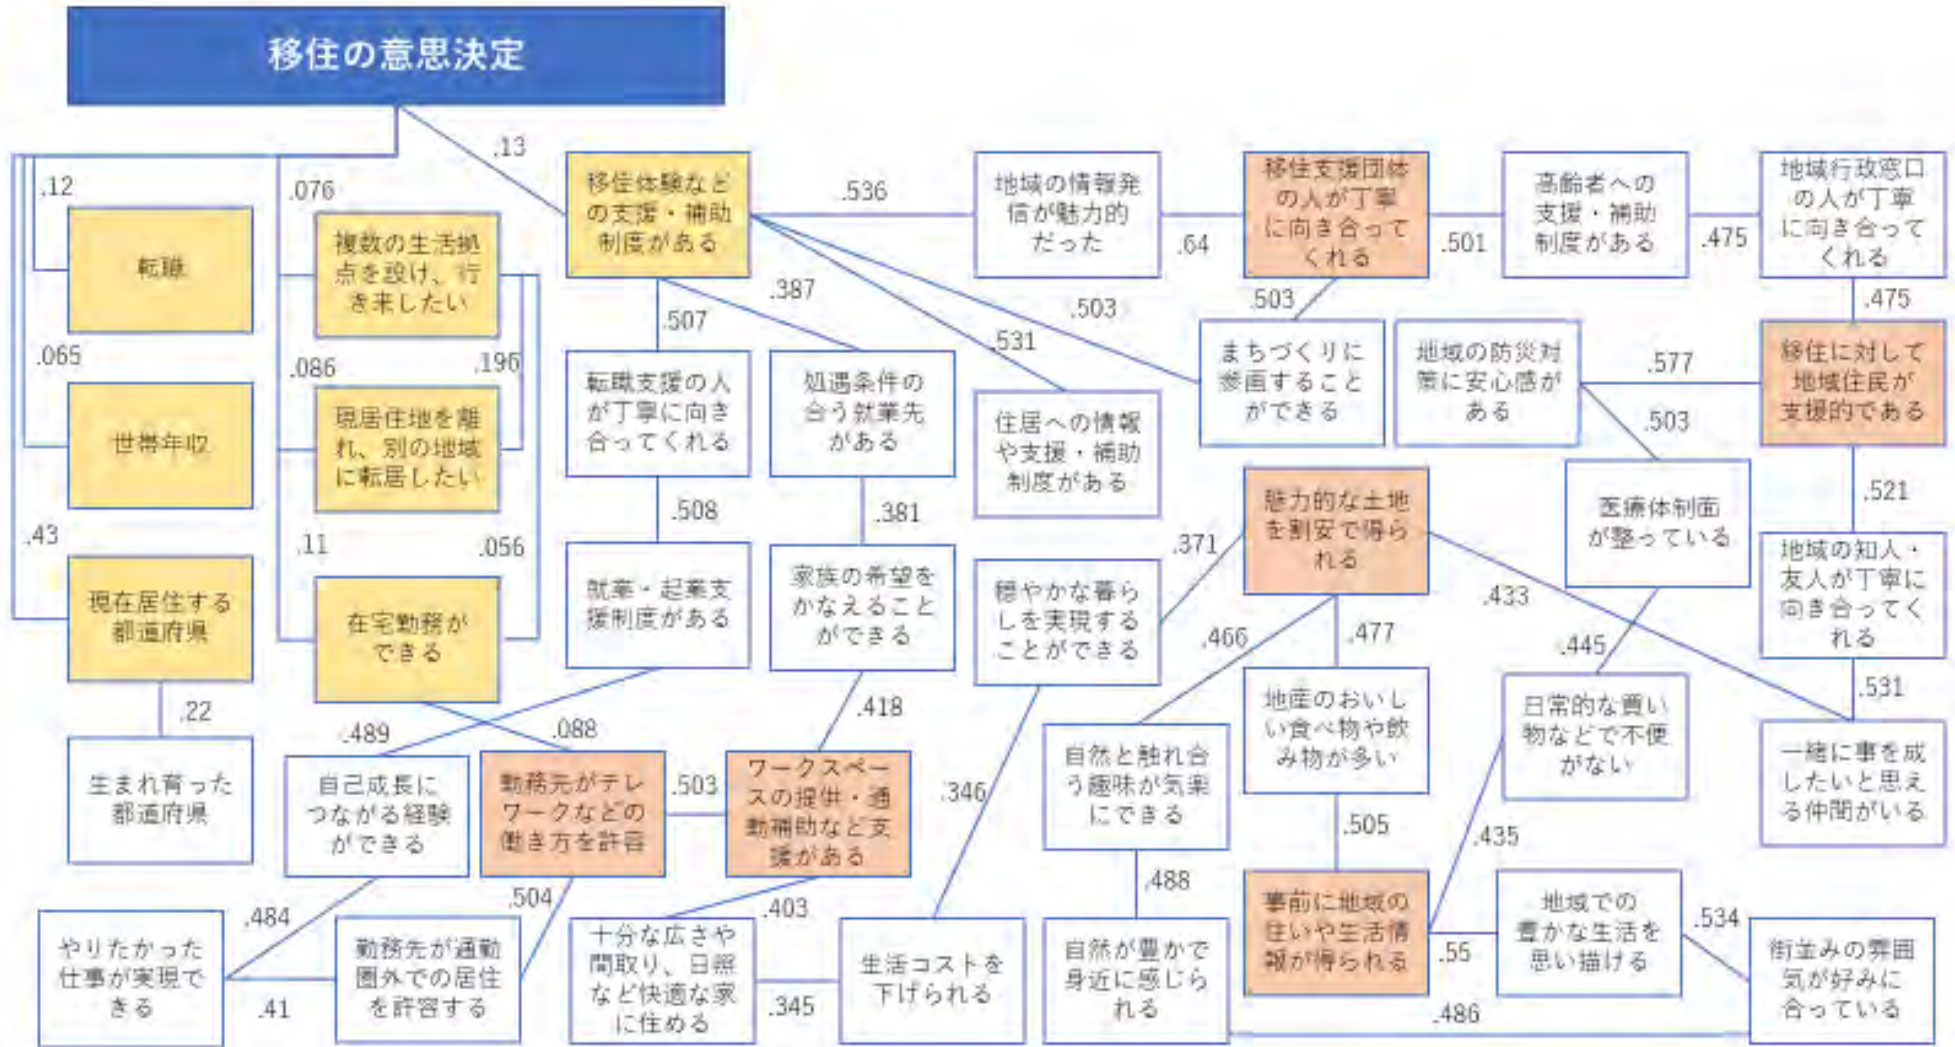 移住の意思決定
.13
.12
転職
.065
世帯年収
.43
現在居住する
都道府県
.22
生まれ育った
都道府県
.076
複数の生活拠
点を設け、行
き来したい
.086
.196
現居住地を離
れ、別の地域
に転居したい
.11
.056
在宅勤務が
できる
移住体験など
の支援・補助
制度がある
.536
地域の情報発
信が魅力的
だった
.64
移住支援団体
の人が丁寧
に向き合って
くれる
.501
高齢者への
支援・補助
制度がある
.475
地域行政窓口
の人が丁寧
に向き合って
くれる
.507
.387
.531
.503
.503
.475
転職支援の人
が丁寧に向き
合ってくれる
処遇条件の
合う就業先
がある
住居への情報
や支援・補助
制度がある
まちづくりに
参画すること
ができる
地域の防災対
策に安心感が
ある
.577
移住に対して
地域住民が
支援的である
.503
.508
.381
.521
就業・起業支
援制度がある
家族の希望を
かなえること
ができる
穏やかな暮ら
しを実現する
ことができる
.371
魅力的な土地
を割安で得ら
れる
医療体制面
が整っている
地域の知人・
友人が丁寧に
向き合ってく
れる
.433
.466
.477
.445
.531
.489
.088
.418
.346
自己成長に
つながる経験
ができる
勤務先がテレ
ワークなどの
働き方を許容
.503
ワークスペー
スの提供・通
勤補助など支
援がある
自然と触れ合
う趣味が気楽
にできる
地産のおいし
い食べ物や飲
み物が多い
日常的な買い
物などで不便
がない
一緒に事を成
したいと思え
る仲間がいる
.484
.504
.403
.488
.505
.435
やりたかった
仕事が実現で
きる
.41
勤務先が通勤
圏外での居住
を許容する
十分な広さや
間取り、日照
など快適な家
に住める
.345
生活コストを
下げられる
自然が豊かで
身近に感じら
れる
事前に地域の
住いや生活情
報が得られる
.55
地域での
豊かな生活を
思い描ける
.534
街並みの雰囲
気が好みに
合っている
.486